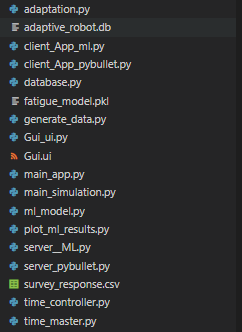 adaptation.py
adaptive_robot.db
client_App_ml.py
client_App_pybullet.py
database.py
fatigue_model.pkl
generate_data.py
Gui_ui.py
Gui.ui
main_app.py
main_simulation.py
ml_model.py
plot_ml_results.py
server__ML.py
server_pybullet.py
survey_response.csv
time_controller.py
time_master.py